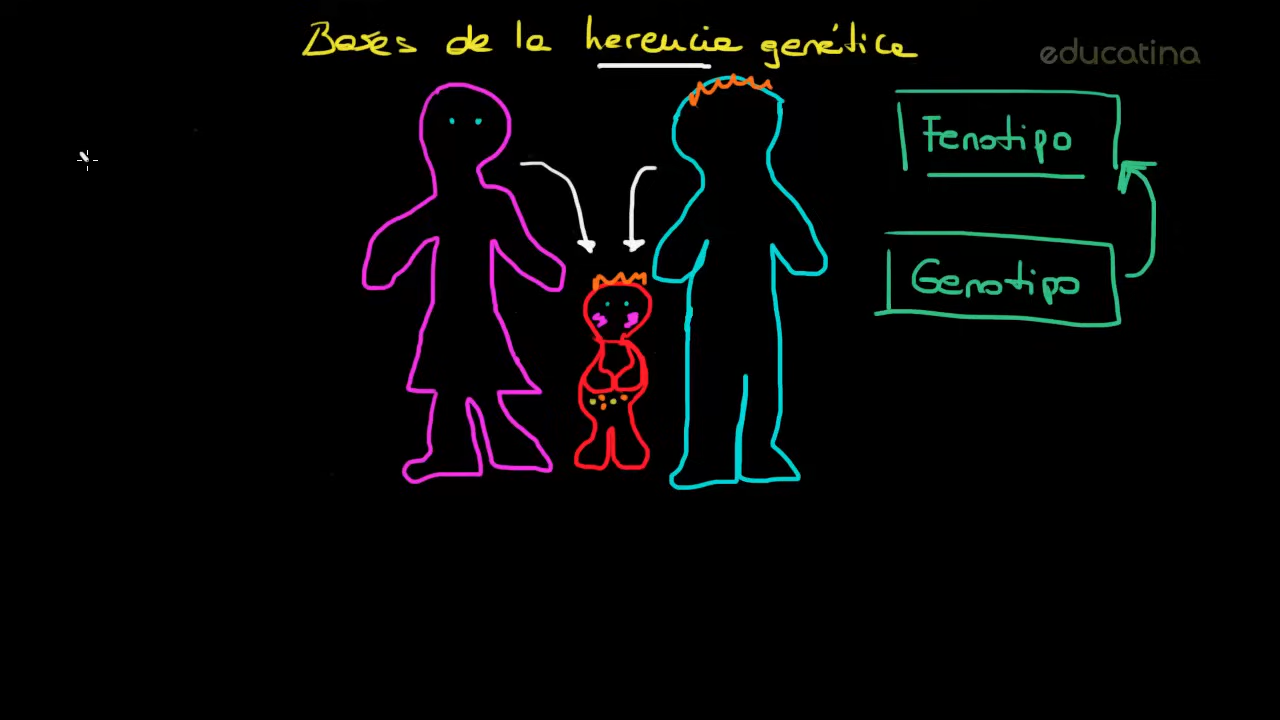 Bases de la herencia genética
educatina
Fenotipo
Genotipo